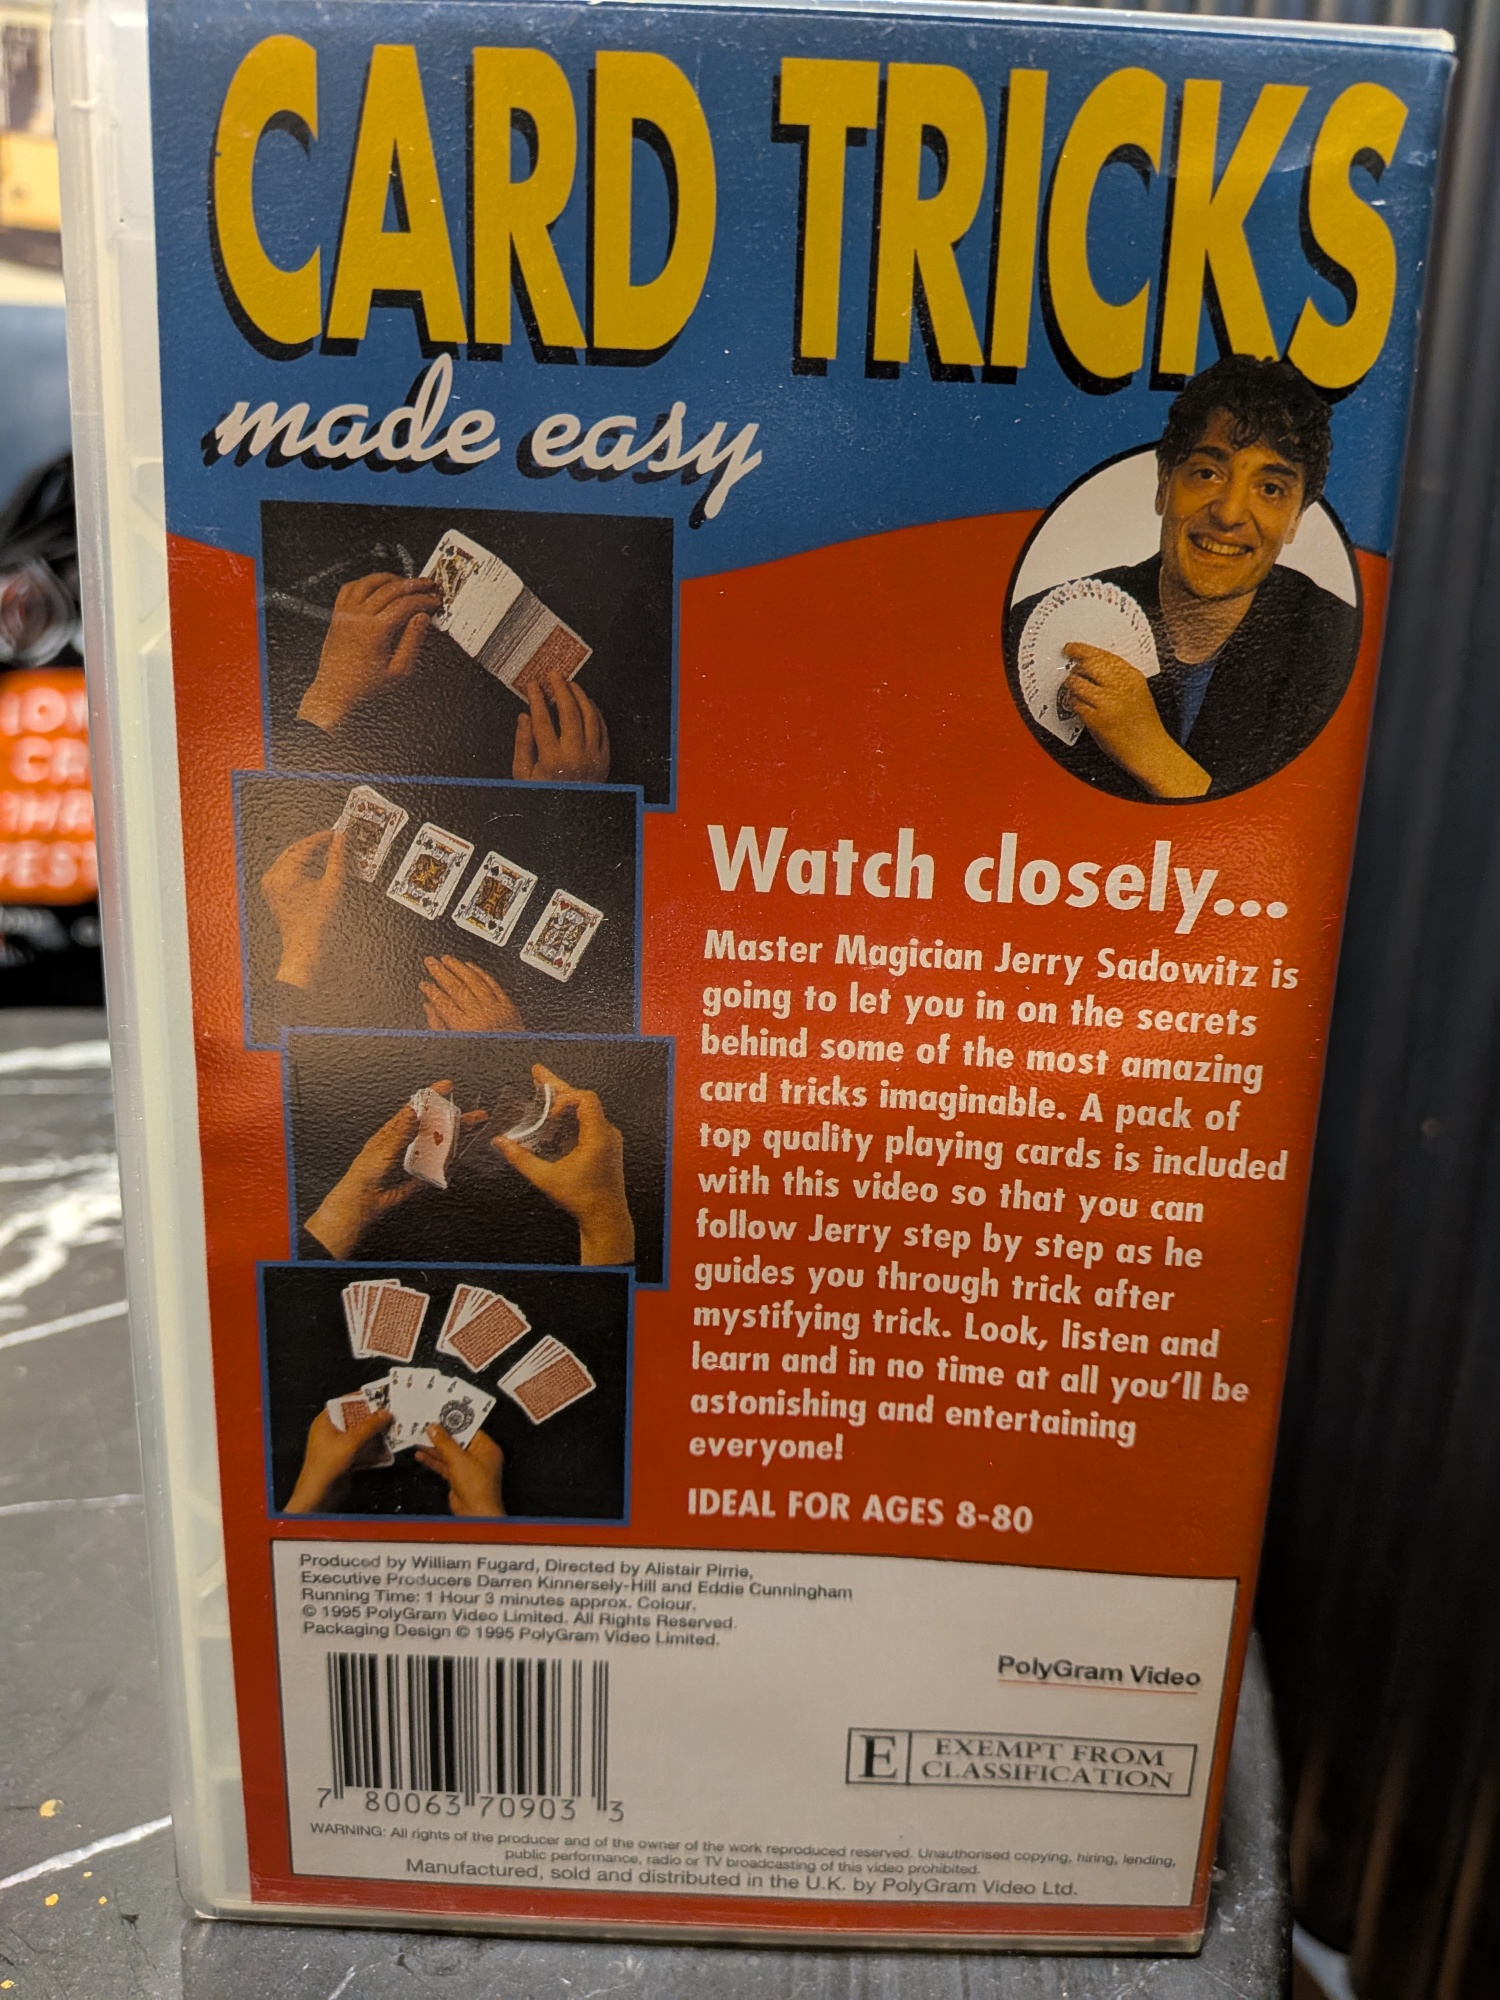 CARD TRICKS
made easy
Watch closely...
Master Magician Jerry Sadowitz is
going to let you in on the secrets
behind some of the most amazing
card tricks imaginable. A pack of
top quality playing cards is included
with this video so that you can
follow Jerry step by step as he
guides you through trick after
mystifying trick. Look, listen and
learn and in no time at all you'll be
astonishing and entertaining
everyone!
IDEAL FOR AGES 8-80
Produced by William Fugard, Directed by Alistair Pirrie,
Executive Producers Darren Kinnersely-Hill and Eddie Cunningham
Running Time: 1 Hour 3 minutes approx. Colour.
© 1995 PolyGram Video Limited. All Rights Reserved.
Packaging Design © 1995 PolyGram Video Limited.
PolyGram Video
E EXEMPT FROM
CLASSIFICATION
7 80063 70903 3
WARNING: All rights of the producer and of the owner of the work reproduced reserved. Unauthorised copying, hiring, lending,
public performance, radio or TV broadcasting of this video prohibited.
Manufactured, sold and distributed in the U.K. by PolyGram Video Ltd.